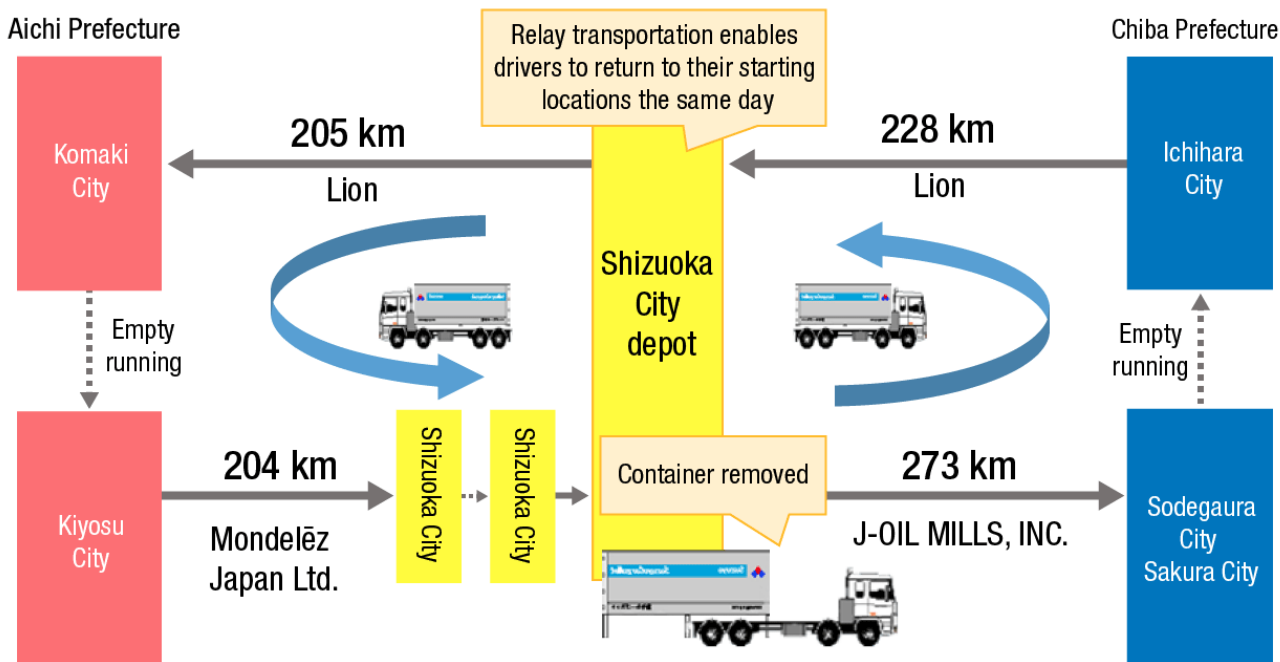 Aichi Prefecture
Chiba Prefecture
Relay transportation enables
drivers to return to their starting
locations the same day
Komaki
City
205 km
Lion
228 km
Lion
Ichihara
City
Shizuoka
City
depot
Empty
running
Empty
running
Kiyosu
City
204 km
Mondelēz
Japan Ltd.
Shizuoka City
Shizuoka City
Container removed
273 km
J-OIL MILLS, INC.
Sodegaura
City
Sakura City